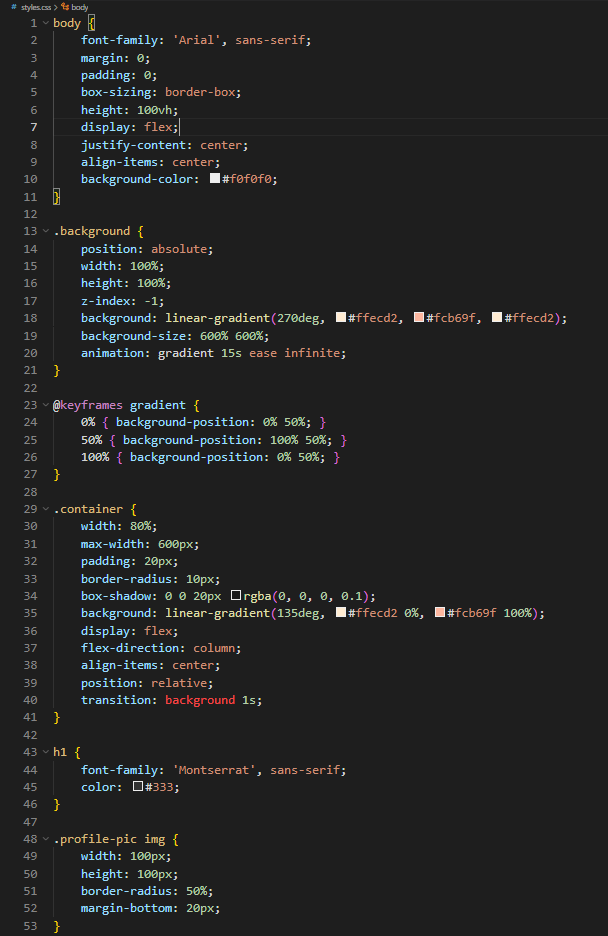 # styles.css > body
1 body {
2     font-family: 'Arial', sans-serif;
3     margin: 0;
4     padding: 0;
5     box-sizing: border-box;
6     height: 100vh;
7     display: flex;
8     justify-content: center;
9     align-items: center;
10     background-color: #f0f0f0;
11 }
12
13 .background {
14     position: absolute;
15     width: 100%;
16     height: 100%;
17     z-index: -1;
18     background: linear-gradient(270deg, #ffecd2, #fcb69f, #ffecd2);
19     background-size: 600% 600%;
20     animation: gradient 15s ease infinite;
21 }
22
23 @keyframes gradient {
24     0% { background-position: 0% 50%; }
25     50% { background-position: 100% 50%; }
26     100% { background-position: 0% 50%; }
27 }
28
29 .container {
30     width: 80%;
31     max-width: 600px;
32     padding: 20px;
33     border-radius: 10px;
34     box-shadow: 0 0 20px rgba(0, 0, 0, 0.1);
35     background: linear-gradient(135deg, #ffecd2 0%, #fcb69f 100%);
36     display: flex;
37     flex-direction: column;
38     align-items: center;
39     position: relative;
40     transition: background 1s;
41 }
42
43 h1 {
44     font-family: 'Montserrat', sans-serif;
45     color: #333;
46 }
47
48 .profile-pic img {
49     width: 100px;
50     height: 100px;
51     border-radius: 50%;
52     margin-bottom: 20px;
53 }